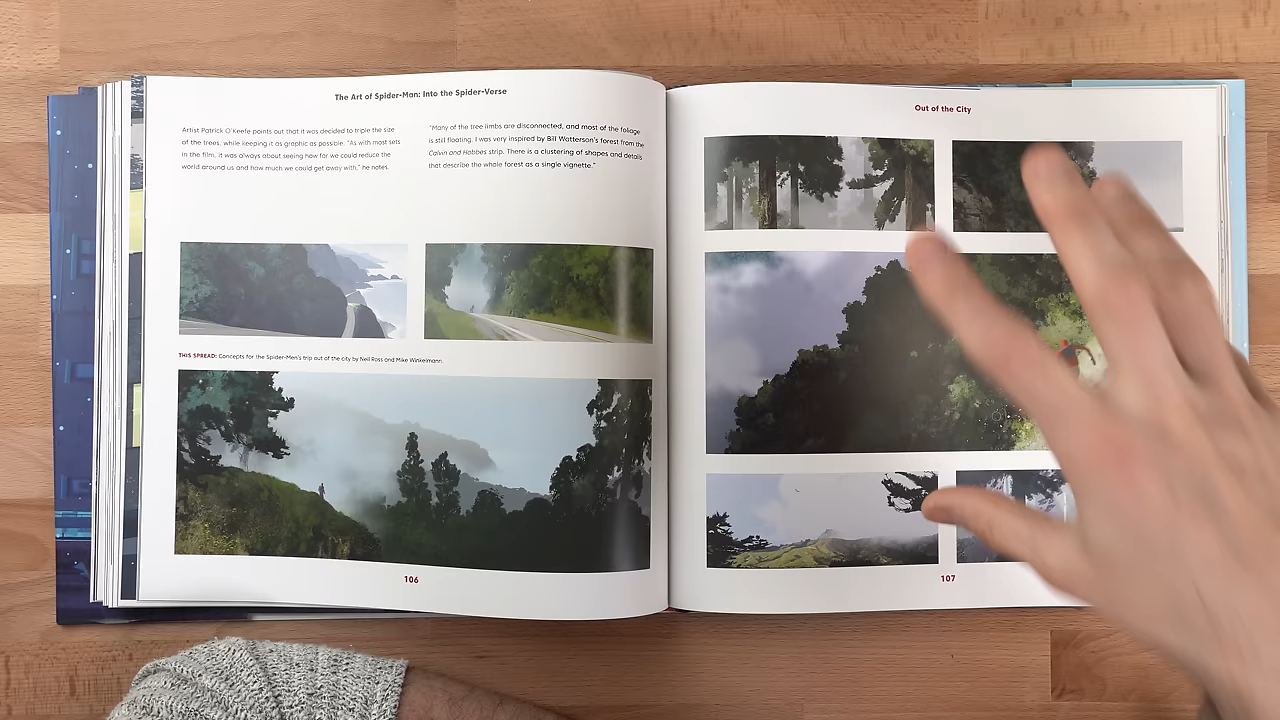 The Art of Spider-Man: Into the Spider-Verse
Artist Patrick O'Keefe points out that it was decided to triple the size
of the trees, while keeping it as graphic as possible. "As with most sets
in the film, it was always about seeing how far we could reduce the
world around us and how much we could get away with," he notes.
"Many of the tree limbs are disconnected, and most of the foliage
is still floating. I was very inspired by Bill Watterson's forest from the
Calvin and Hobbes strip. There is a clustering of shapes and details
that describe the whole forest as a single vignette."
THIS SPREAD: Concepts for the Spider-Men's trip out of the city by Neil Ross and Mike Winkelmann.
106
Out of the City
107